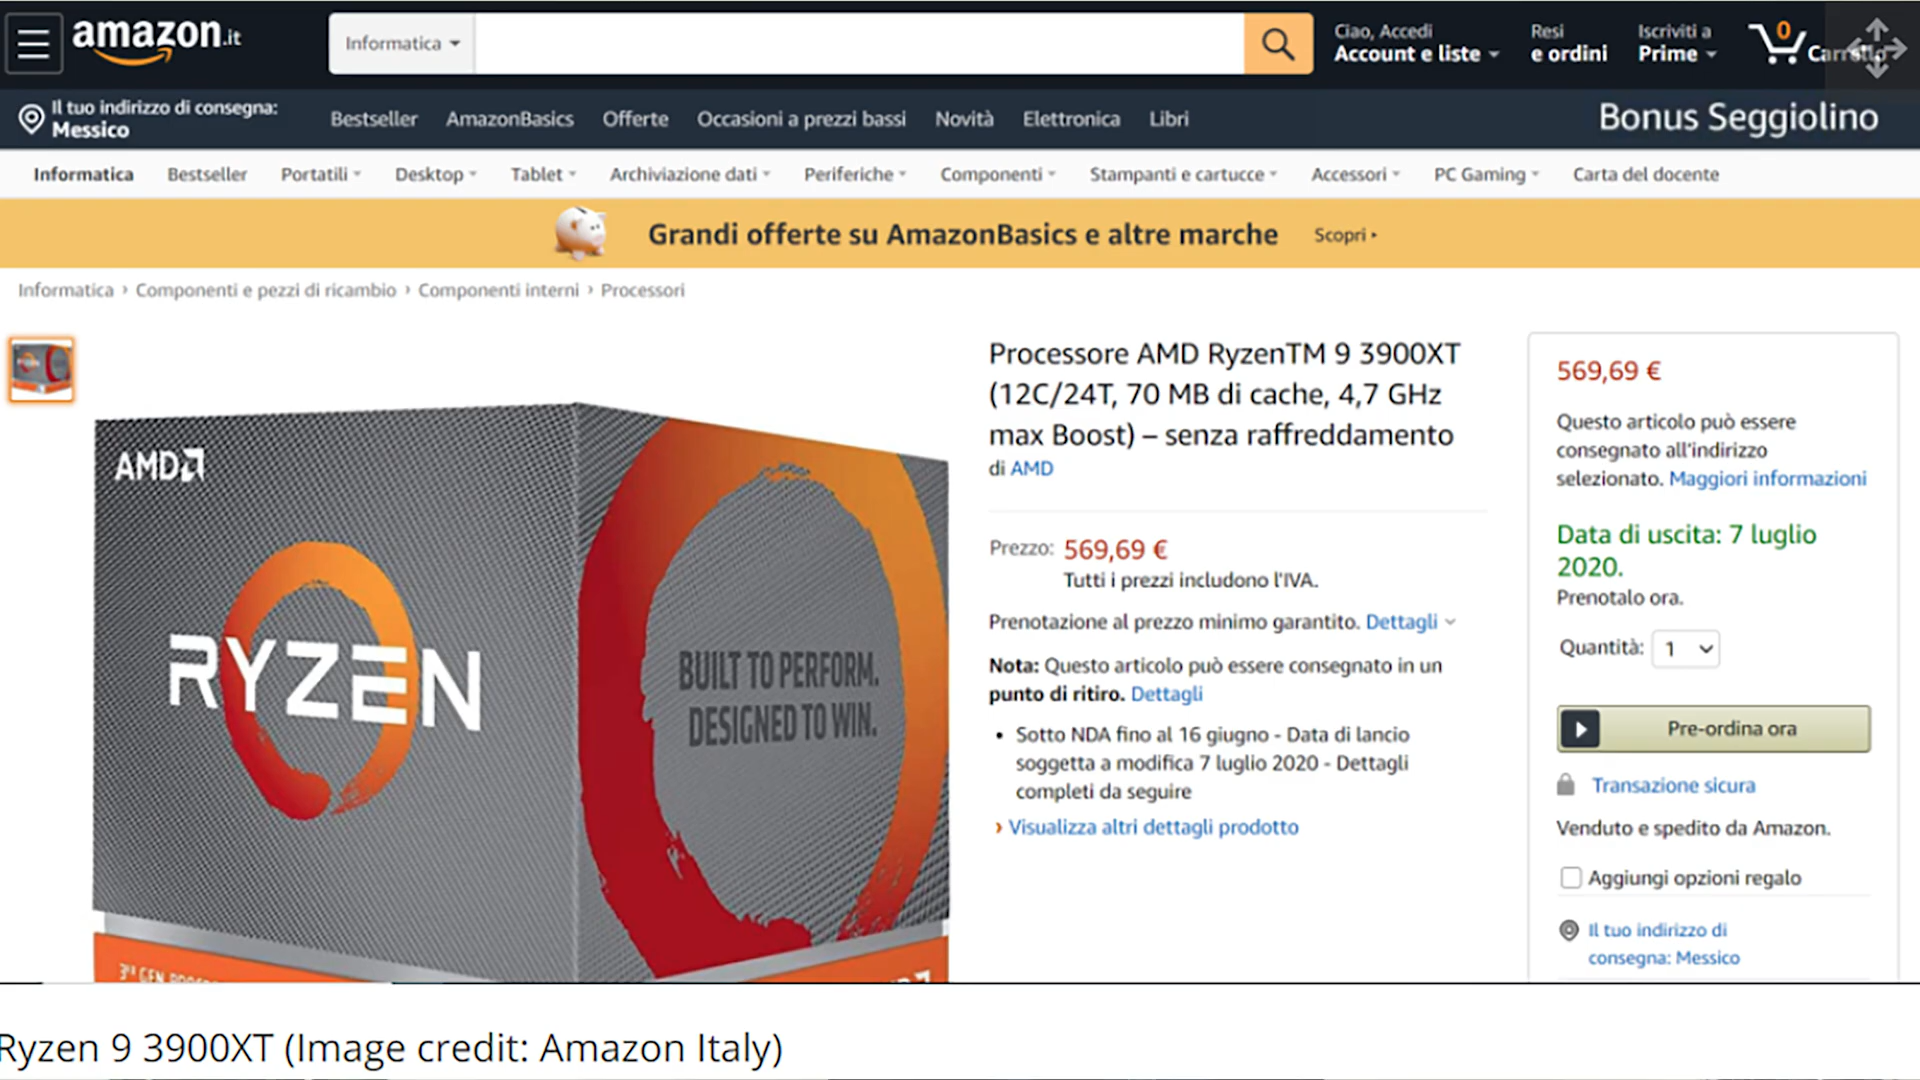 amazon.it
Informatica
Ciao, Accedi
Account e liste
Resi
e ordini
Iscriviti a
Prime
0
Carrello
Il tuo indirizzo di consegna:
Messico
Bestseller AmazonBasics Offerte Occasioni a prezzi bassi Novità Elettronica Libri
Bonus Seggiolino
Informatica Bestseller Portatili Desktop Tablet Archiviazione dati Periferiche Componenti Stampanti e cartucce Accessori PC Gaming Carta del docente
Grandi offerte su AmazonBasics e altre marche Scopri
Informatica › Componenti e pezzi di ricambio › Componenti interni › Processori
AMD
RYZEN
BUILT TO PERFORM.
DESIGNED TO WIN.
3rd GEN
Processore AMD RyzenTM 9 3900XT
(12C/24T, 70 MB di cache, 4,7 GHz
max Boost) – senza raffreddamento
di AMD
Prezzo: 569,69 €
Tutti i prezzi includono l'IVA.
Prenotazione al prezzo minimo garantito. Dettagli
Nota: Questo articolo può essere consegnato in un
punto di ritiro. Dettagli
• Sotto NDA fino al 16 giugno - Data di lancio
soggetta a modifica 7 luglio 2020 - Dettagli
completi da seguire
› Visualizza altri dettagli prodotto
569,69 €
Questo articolo può essere
consegnato all'indirizzo
selezionato. Maggiori informazioni
Data di uscita: 7 luglio
2020.
Prenotalo ora.
Quantità: 1
Pre-ordina ora
Transazione sicura
Venduto e spedito da Amazon.
Aggiungi opzioni regalo
Il tuo indirizzo di
consegna: Messico
Ryzen 9 3900XT (Image credit: Amazon Italy)